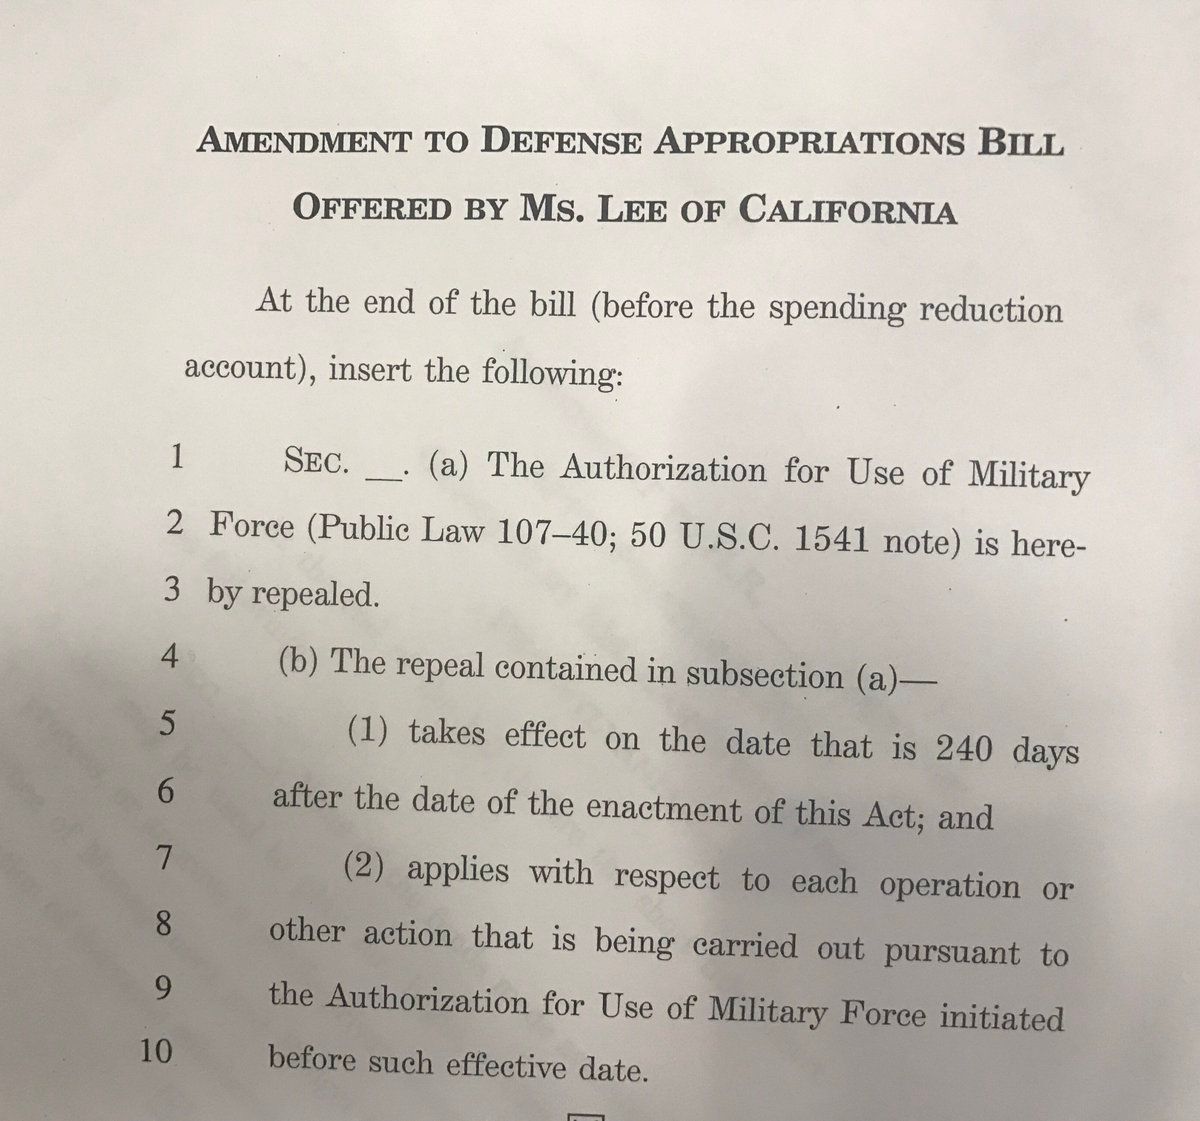 AMENDMENT TO DEFENSE APPROPRIATIONS BILL
OFFERED BY MS. LEE OF CALIFORNIA
At the end of the bill (before the spending reduction
account), insert the following:
1 SEC. __. (a) The Authorization for Use of Military
2 Force (Public Law 107–40; 50 U.S.C. 1541 note) is here-
3 by repealed.
4 (b) The repeal contained in subsection (a)—
5 (1) takes effect on the date that is 240 days
6 after the date of the enactment of this Act; and
7 (2) applies with respect to each operation or
8 other action that is being carried out pursuant to
9 the Authorization for Use of Military Force initiated
10 before such effective date.